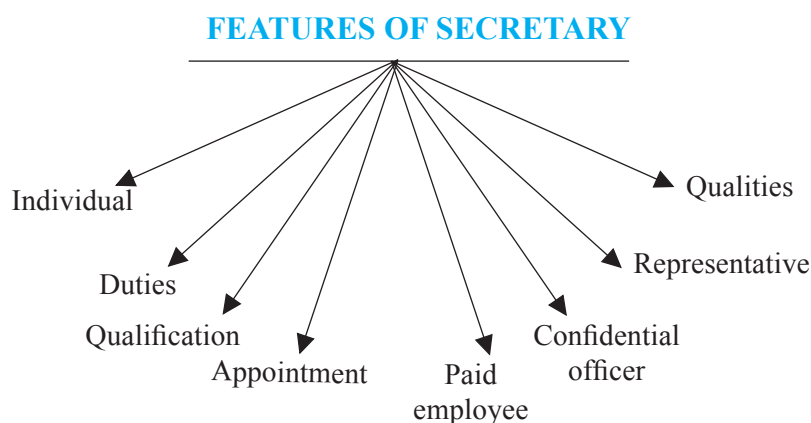 FEATURES OF SECRETARY
Individual
Qualities
Duties
Representative
Qualification
Confidential
officer
Appointment
Paid
employee